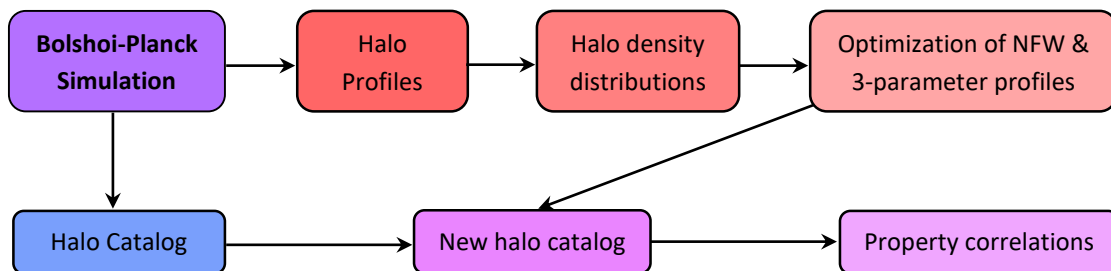 Bolshoi-Planck
Simulation
Halo
Profiles
Halo density
distributions
Optimization of NFW &
3-parameter profiles
Halo Catalog
New halo catalog
Property correlations